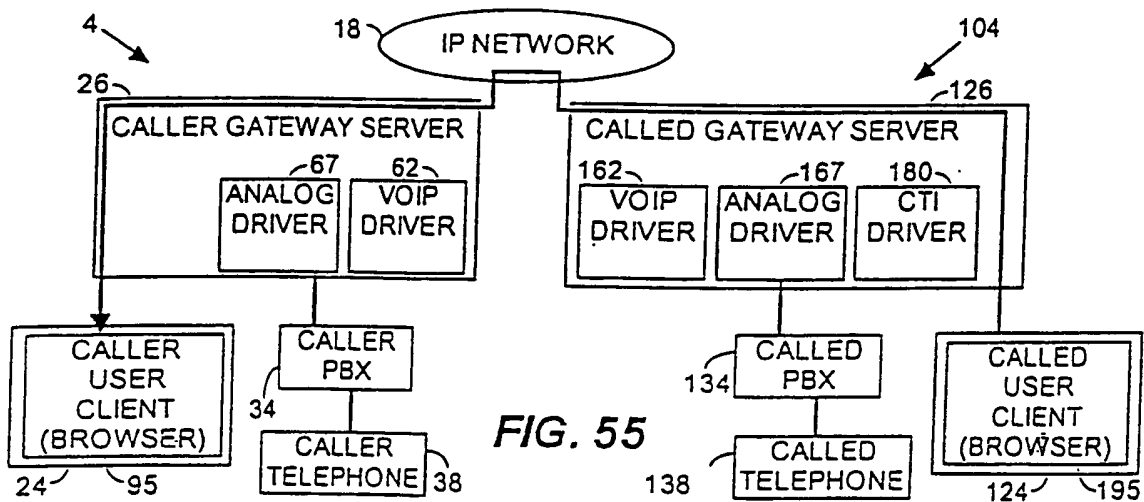 4
18
IP NETWORK
104
26
126
CALLER GATEWAY SERVER
CALLED GATEWAY SERVER
67
62
162
167
180
ANALOG
DRIVER
VOIP
DRIVER
VOIP
DRIVER
ANALOG
DRIVER
CTI
DRIVER
CALLER
USER
CLIENT
(BROWSER)
24
95
CALLER
PBX
34
CALLER
TELEPHONE
38
FIG. 55
CALLED
PBX
134
CALLED
TELEPHONE
138
CALLED
USER
CLIENT
(BROWSER)
124
195